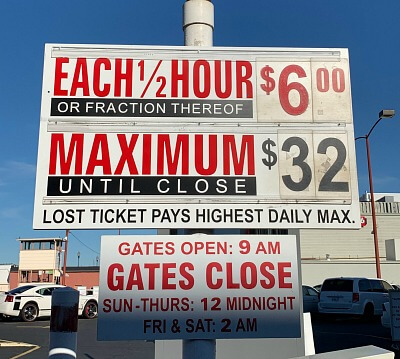 EACH 1/2 HOUR $6 00
OR FRACTION THEREOF
MAXIMUM $32
UNTIL CLOSE
LOST TICKET PAYS HIGHEST DAILY MAX.
GATES OPEN: 9 AM
GATES CLOSE
SUN-THURS: 12 MIDNIGHT
FRI & SAT: 2 AM